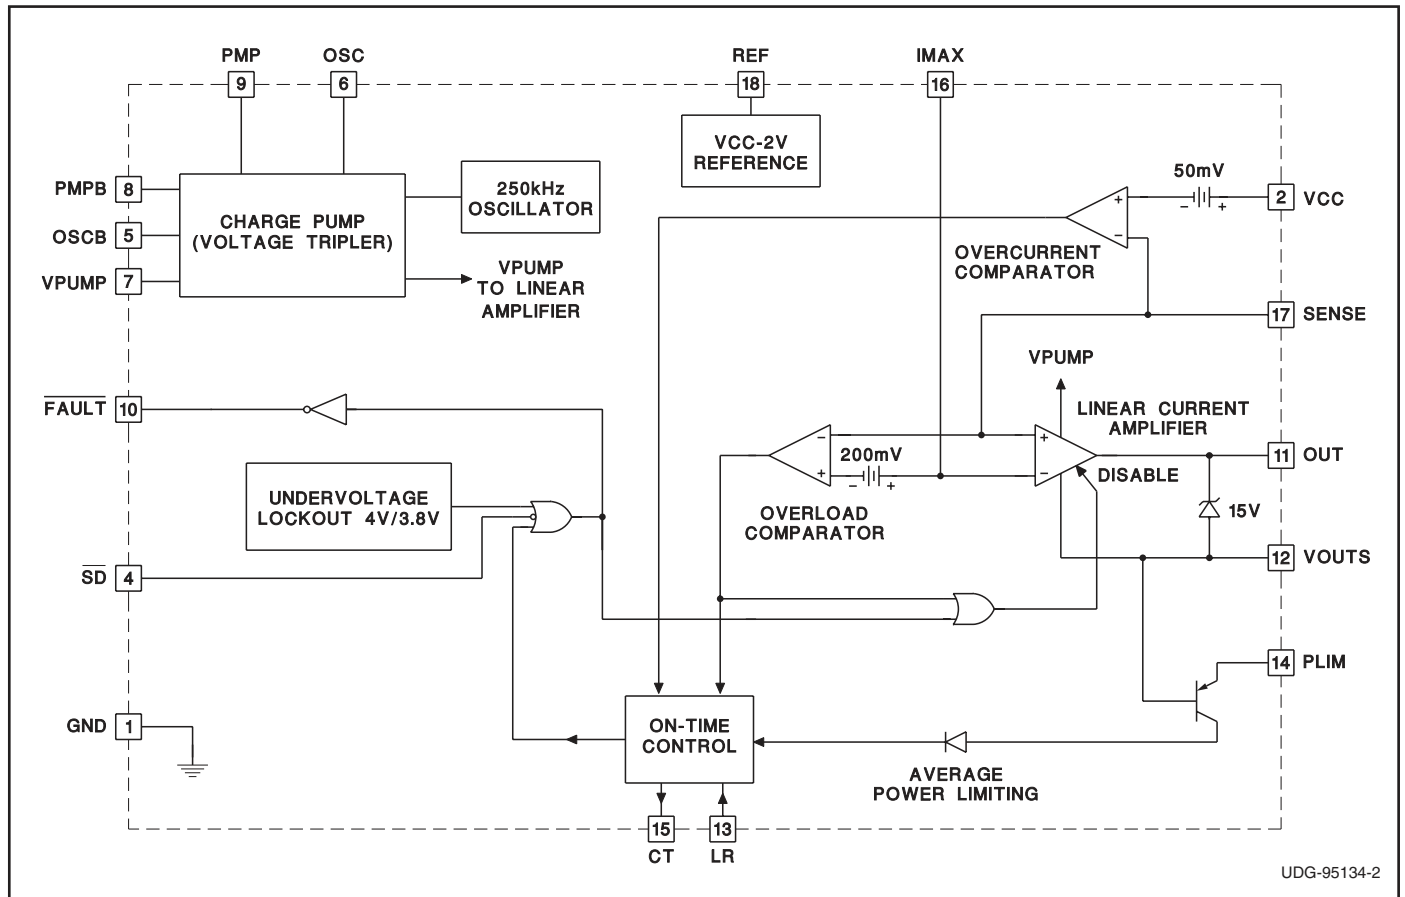 PMP
OSC
REF
IMAX
9
6
18
16
VCC-2V
REFERENCE
50mV
- +
2
VCC
PMPB
8
250kHz
OSCILLATOR
CHARGE PUMP
(VOLTAGE TRIPLER)
+
-
OVERCURRENT
COMPARATOR
OSCB
5
VPUMP
7
VPUMP
TO LINEAR
AMPLIFIER
17
SENSE
VPUMP
FAULT
10
LINEAR CURRENT
AMPLIFIER
-
+
200mV
- +
+
-
11
OUT
DISABLE
UNDERVOLTAGE
LOCKOUT 4V/3.8V
OVERLOAD
COMPARATOR
15V
12
VOUTS
SD
4
14
PLIM
GND
1
ON-TIME
CONTROL
AVERAGE
POWER LIMITING
15
13
CT
LR
UDG-95134-2